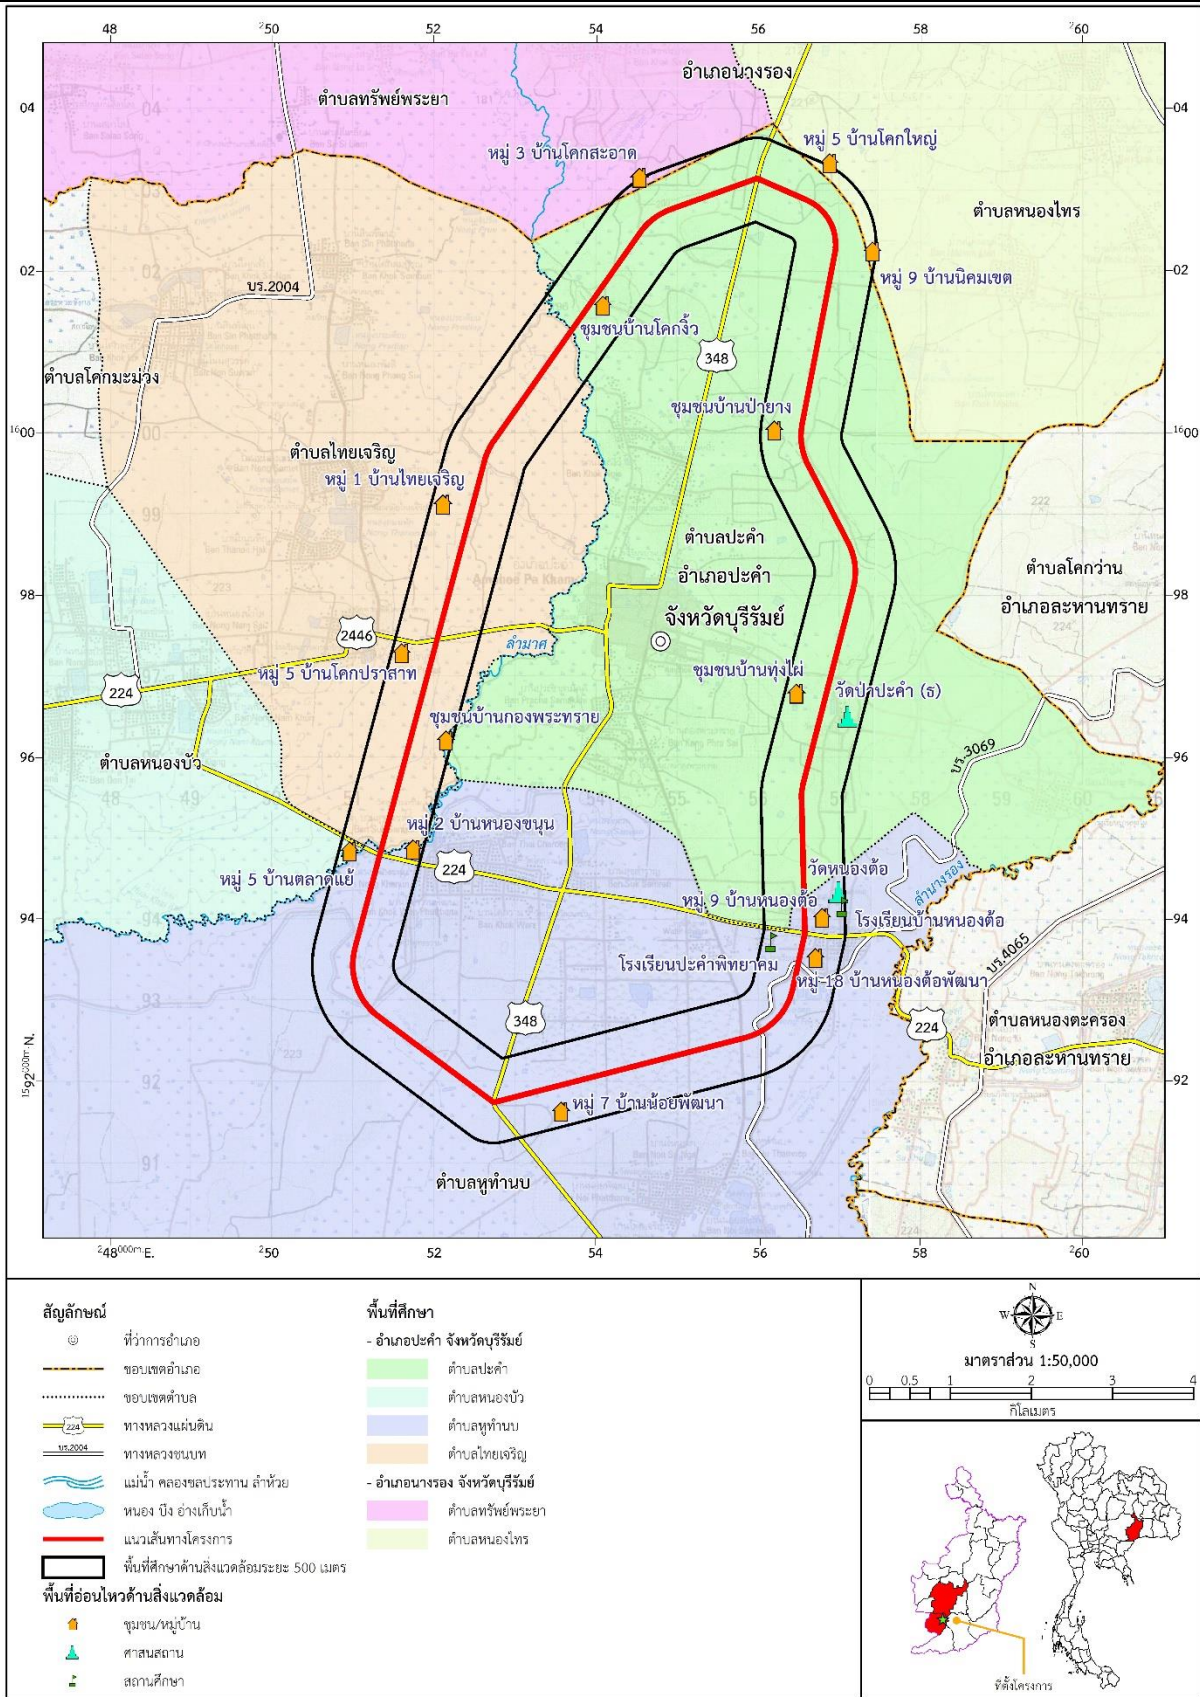 48 ²50 52 54 56 58 ²60
อำเภอนางรอง
ตำบลทรัพย์พระยา
04 04
หมู่ 5 บ้านโคกใหญ่
หมู่ 3 บ้านโคกสะอาด
ตำบลหนองไทร
02 02
หมู่ 9 บ้านนิคมเขต
บร.2004
ชุมชนบ้านโคกงิ้ว
348
ตำบลโคกมะม่วง
ชุมชนบ้านป่ายาง
¹⁶00 ¹⁶00
ตำบลไทยเจริญ
หมู่ 1 บ้านไทยเจริญ
ตำบลปะคำ
ตำบลโคกว่าน
อำเภอปะคำ
98 98
อำเภอละหานทราย
จังหวัดบุรีรัมย์
2446
ลำมาศ
หมู่ 5 บ้านโคกปราสาท
ชุมชนบ้านทุ่งไผ่
224
วัดป่าปะคำ (ธ)
ชุมชนบ้านกองพระทราย
บร.3069
96 96
ตำบลหนองบัว
หมู่ 2 บ้านหนองขนุน
224
วัดหนองต้อ
หมู่ 5 บ้านตลาดแย้
ลำนางรอง
หมู่ 9 บ้านหนองต้อ
94 94
โรงเรียนบ้านหนองต้อ
บร.4065
โรงเรียนปะคำพิทยาคม
หมู่ 18 บ้านหนองต้อพัฒนา
348
224
ตำบลหนองตะครอง
อำเภอละหานทราย
¹⁵92⁰⁰⁰ᵐ·N. 92
หมู่ 7 บ้านน้อยพัฒนา
ตำบลหูทำนบ
²48⁰⁰⁰ᵐ·E. ²50 52 54 56 58 ²60
สัญลักษณ์
ที่ว่าการอำเภอ
ขอบเขตอำเภอ
ขอบเขตตำบล
224 ทางหลวงแผ่นดิน
บร.2004 ทางหลวงชนบท
แม่น้ำ คลองชลประทาน ลำห้วย
หนอง บึง อ่างเก็บน้ำ
แนวเส้นทางโครงการ
พื้นที่ศึกษาด้านสิ่งแวดล้อมระยะ 500 เมตร
พื้นที่อ่อนไหวด้านสิ่งแวดล้อม
ชุมชน/หมู่บ้าน
ศาสนสถาน
สถานศึกษา
พื้นที่ศึกษา
- อำเภอปะคำ จังหวัดบุรีรัมย์
ตำบลปะคำ
ตำบลหนองบัว
ตำบลหูทำนบ
ตำบลไทยเจริญ
- อำเภอนางรอง จังหวัดบุรีรัมย์
ตำบลทรัพย์พระยา
ตำบลหนองไทร
N
W E
S
มาตราส่วน 1:50,000
0 0.5 1 2 3 4
กิโลเมตร
ที่ตั้งโครงการ